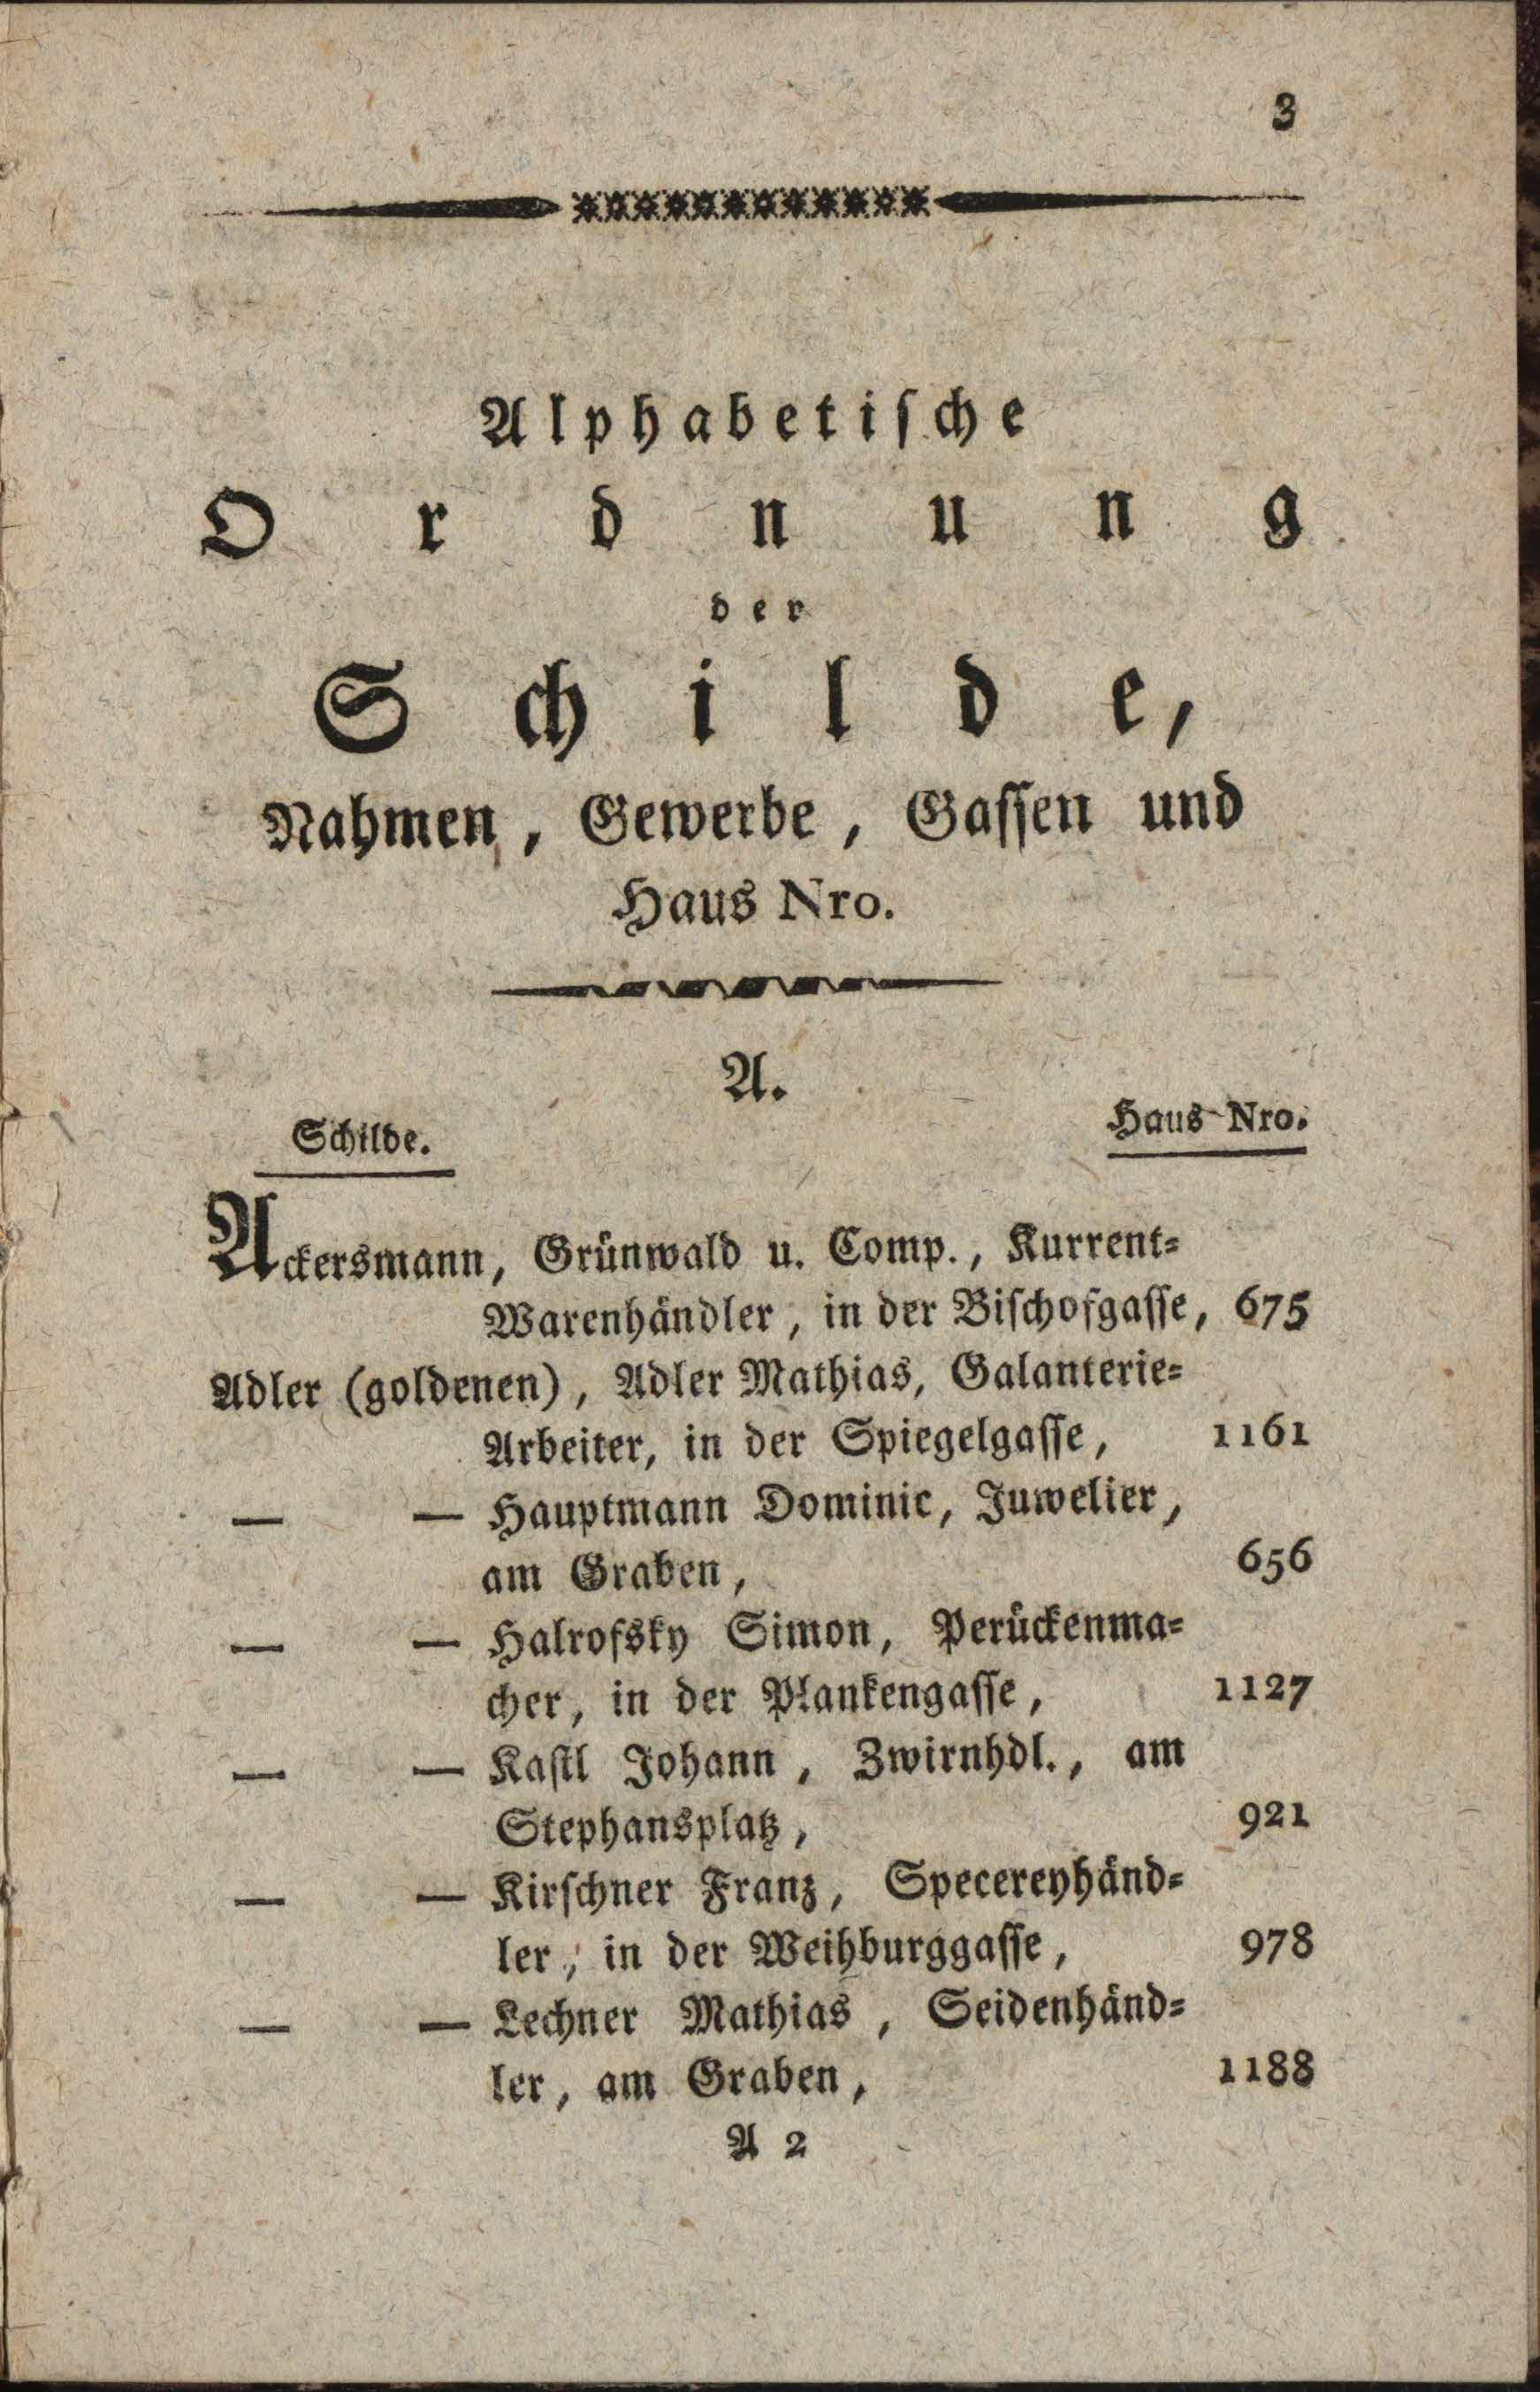 3
Alphabetische
Ordnung
der
Schilde,
Nahmen, Gewerbe, Gassen und
Haus Nro.
A.
Schilde.
Haus Nro.
Ackersmann, Grünwald u. Comp., Kurrent=
Warenhändler, in der Bischofgasse, 675
Adler (goldenen), Adler Mathias, Galanterie=
Arbeiter, in der Spiegelgasse, 1161
— — Hauptmann Dominic, Juwelier,
am Graben, 656
— — Halrofsky Simon, Perückenma=
cher, in der Plankengasse, 1127
— — Kastl Johann, Zwirnhdl., am
Stephansplatz, 921
— — Kirschner Franz, Specereyhänd=
ler, in der Weihburggasse, 978
— — Lechner Mathias, Seidenhänd=
ler, am Graben, 1188
A 2